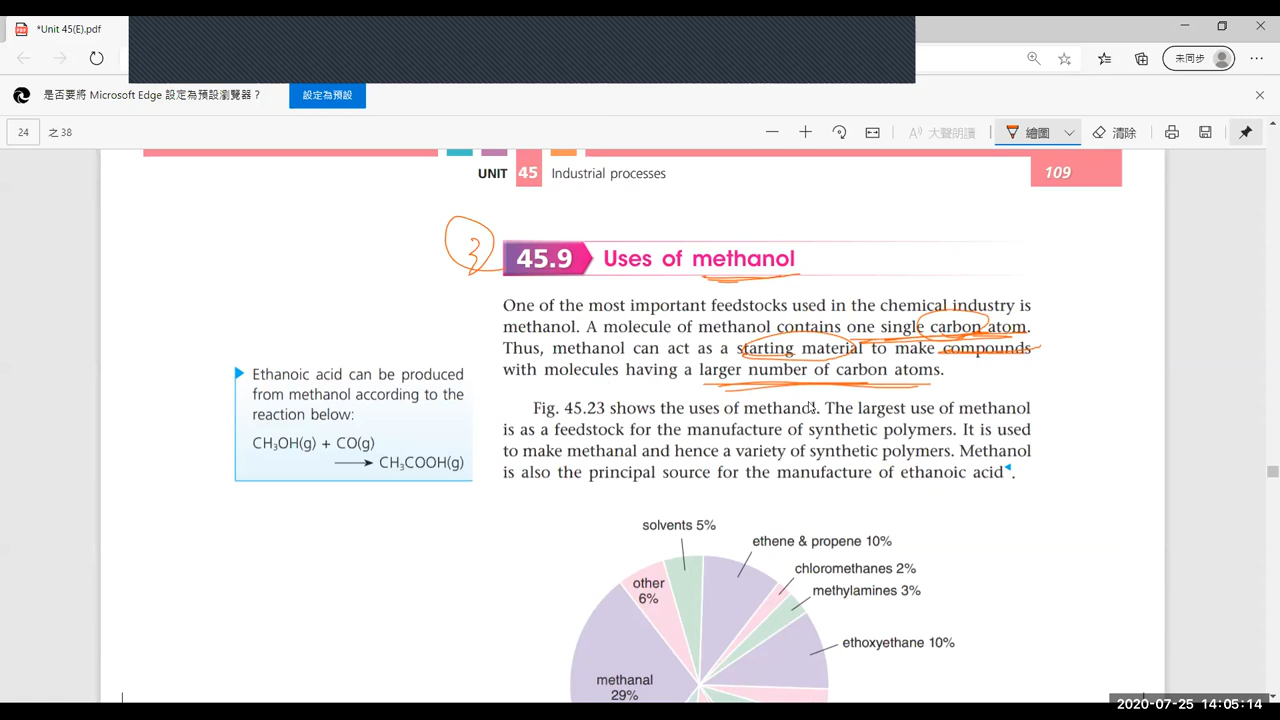 *Unit 45(E).pdf
未同步
是否要將 Microsoft Edge 設定為預設瀏覽器？
設定為預設
24
之 38
大聲朗讀
繪圖
清除
UNIT 45 Industrial processes
109
3
45.9 Uses of methanol
One of the most important feedstocks used in the chemical industry is
methanol. A molecule of methanol contains one single carbon atom.
Thus, methanol can act as a starting material to make compounds
with molecules having a larger number of carbon atoms.
Ethanoic acid can be produced
from methanol according to the
reaction below:
CH₃OH(g) + CO(g)
⟶ CH₃COOH(g)
Fig. 45.23 shows the uses of methanol. The largest use of methanol
is as a feedstock for the manufacture of synthetic polymers. It is used
to make methanal and hence a variety of synthetic polymers. Methanol
is also the principal source for the manufacture of ethanoic acid.
solvents 5%
ethene & propene 10%
chloromethanes 2%
other
6%
methylamines 3%
ethoxyethane 10%
methanal
29%
2020-07-25 14:05:14